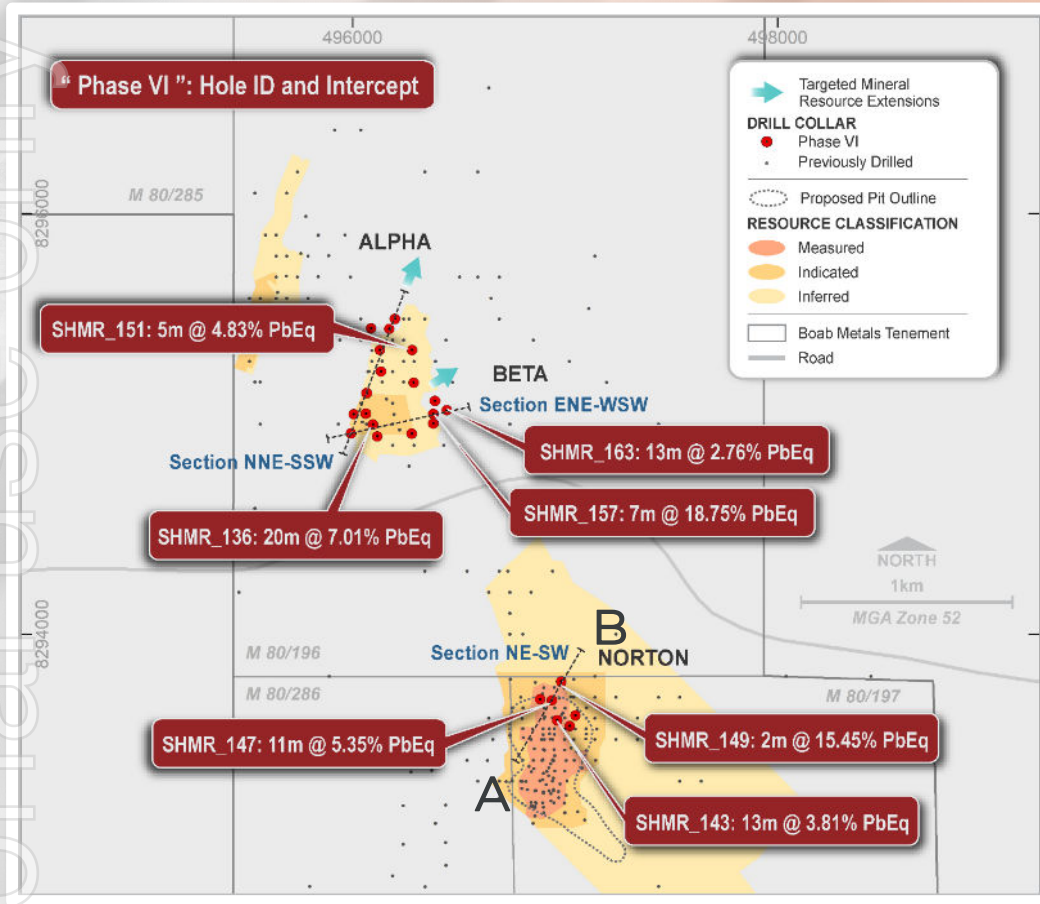 496000
498000
“ Phase VI ”: Hole ID and Intercept
Targeted Mineral
Resource Extensions
DRILL COLLAR
Phase VI
Previously Drilled
Proposed Pit Outline
RESOURCE CLASSIFICATION
Measured
Indicated
Inferred
Boab Metals Tenement
Road
8296000
M 80/285
ALPHA
SHMR_151: 5m @ 4.83% PbEq
BETA
Section ENE-WSW
Section NNE-SSW
SHMR_163: 13m @ 2.76% PbEq
SHMR_157: 7m @ 18.75% PbEq
SHMR_136: 20m @ 7.01% PbEq
NORTH
1km
MGA Zone 52
8294000
M 80/196
Section NE-SW
B
NORTON
M 80/286
M 80/197
SHMR_147: 11m @ 5.35% PbEq
SHMR_149: 2m @ 15.45% PbEq
A
SHMR_143: 13m @ 3.81% PbEq